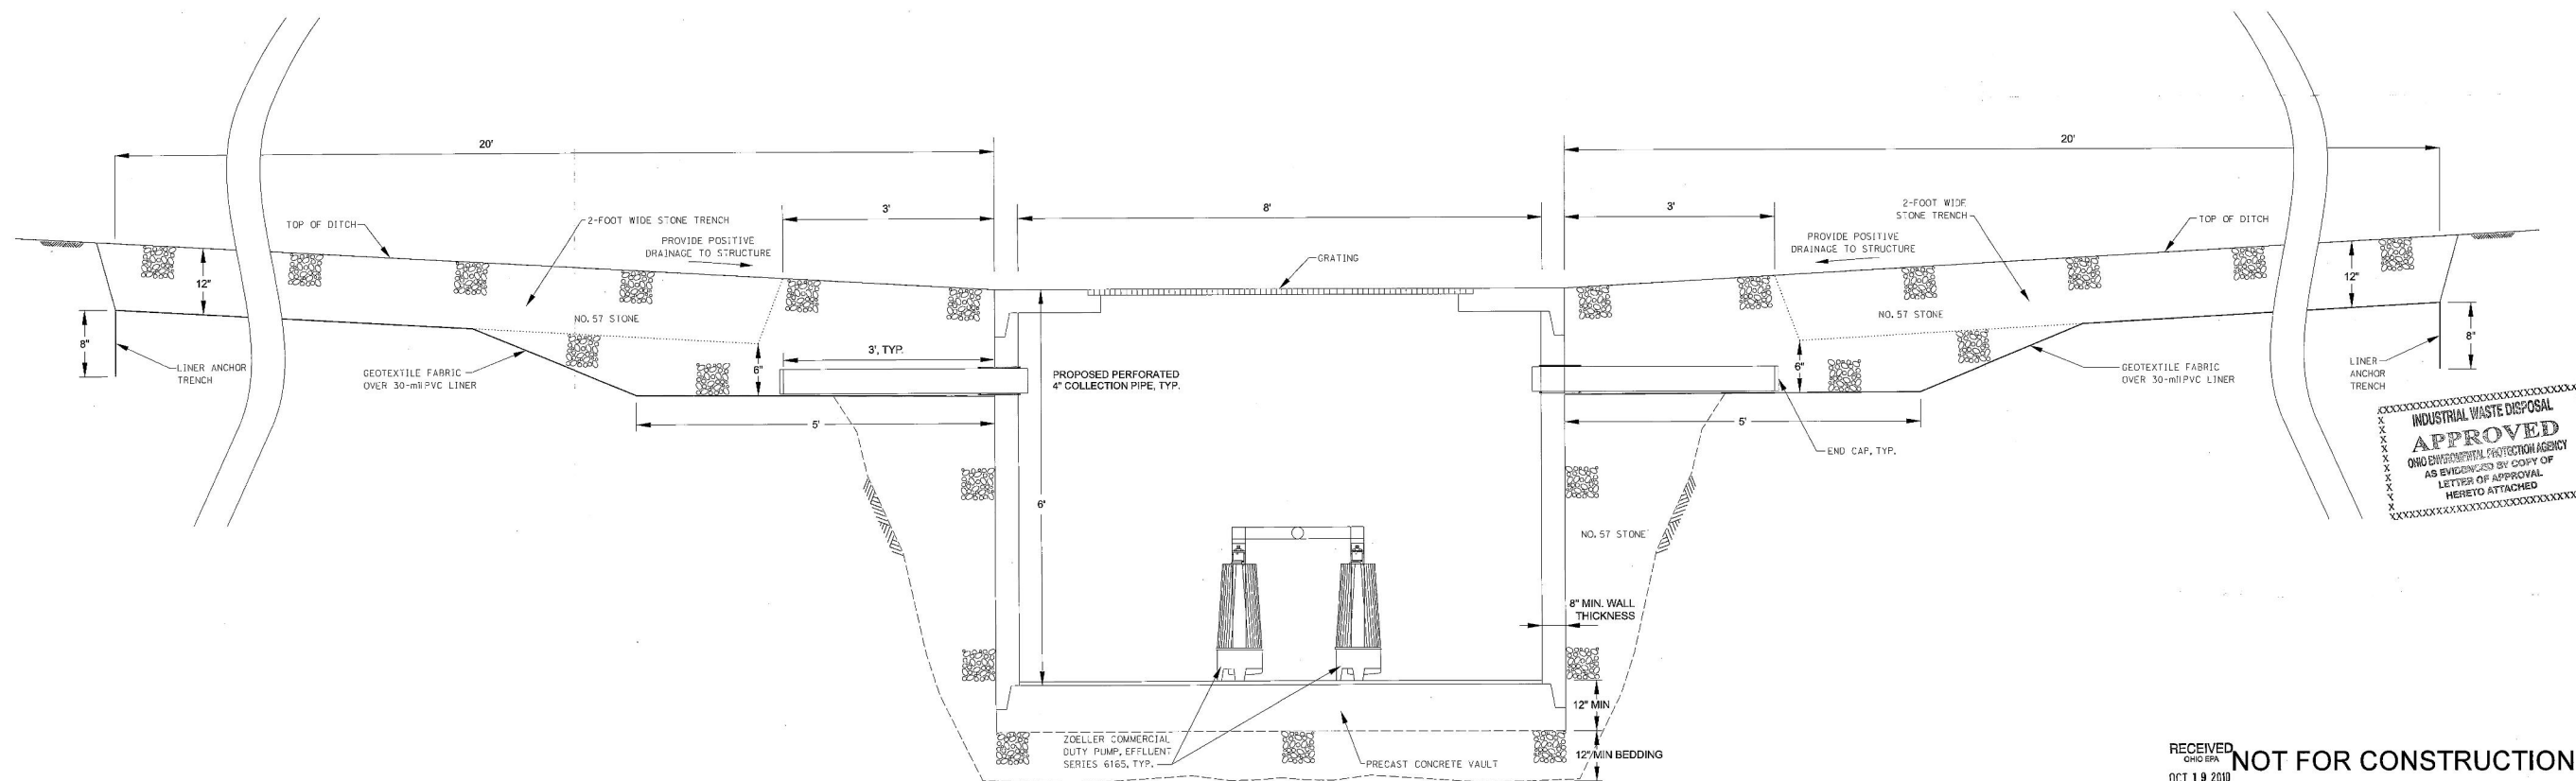 20'
20'
3'
8'
3'
TOP OF DITCH
2-FOOT WIDE STONE TRENCH
PROVIDE POSITIVE
DRAINAGE TO STRUCTURE
GRATING
PROVIDE POSITIVE
DRAINAGE TO STRUCTURE
2-FOOT WIDE
STONE TRENCH
TOP OF DITCH
12"
12"
NO. 57 STONE
NO. 57 STONE
8"
LINER ANCHOR
TRENCH
GEOTEXTILE FABRIC
OVER 30-mil PVC LINER
3', TYP.
6"
PROPOSED PERFORATED
4" COLLECTION PIPE, TYP.
6"
GEOTEXTILE FABRIC
OVER 30-mil PVC LINER
LINER
ANCHOR
TRENCH
8"
5'
5'
END CAP, TYP.
XXXXXXXXXXXXXXXXXXXXXXXXXXXX
INDUSTRIAL WASTE DISPOSAL
APPROVED
OHIO ENVIRONMENTAL PROTECTION AGENCY
AS EVIDENCED BY COPY OF
LETTER OF APPROVAL
HERETO ATTACHED
XXXXXXXXXXXXXXXXXXXXXXXXXXXX
6'
NO. 57 STONE
8" MIN. WALL
THICKNESS
12" MIN
12" MIN BEDDING
ZOELLER COMMERCIAL
DUTY PUMP, EFFLUENT
SERIES 6165, TYP.
PRECAST CONCRETE VAULT
RECEIVED
OHIO EPA
OCT 19 2010
NOT FOR CONSTRUCTION